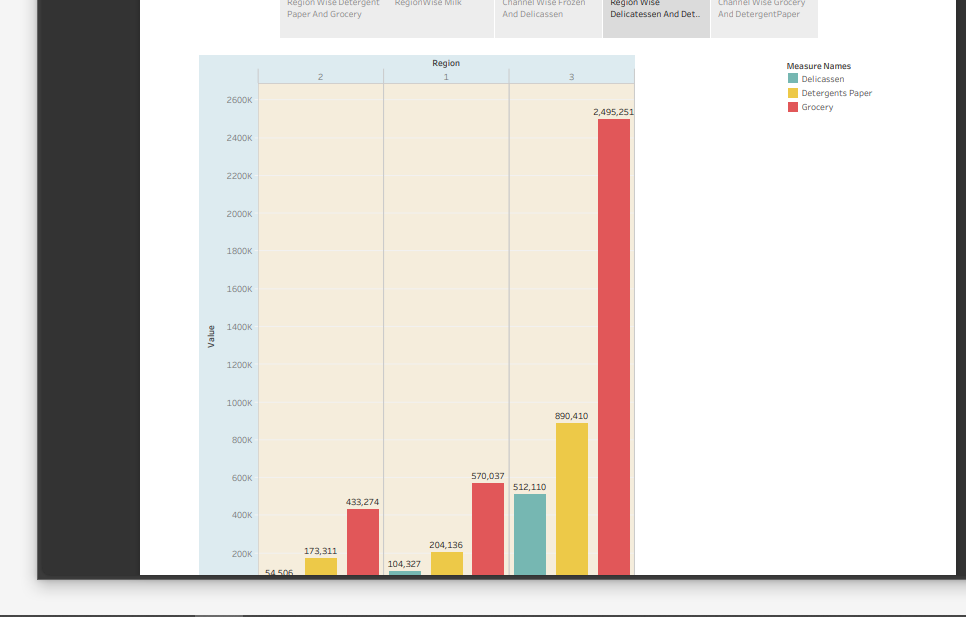 Region Wise Detergent
Paper And Grocery
RegionWise Milk
Channel Wise Frozen
And Delicassen
Region Wise
Delicatessen And Det..
Channel Wise Grocery
And DetergentPaper
Region
2
1
3
Measure Names
Delicassen
Detergents Paper
Grocery
Value
2600K
2400K
2200K
2000K
1800K
1600K
1400K
1200K
1000K
800K
600K
400K
200K
54,506
173,311
433,274
104,327
204,136
570,037
512,110
890,410
2,495,251